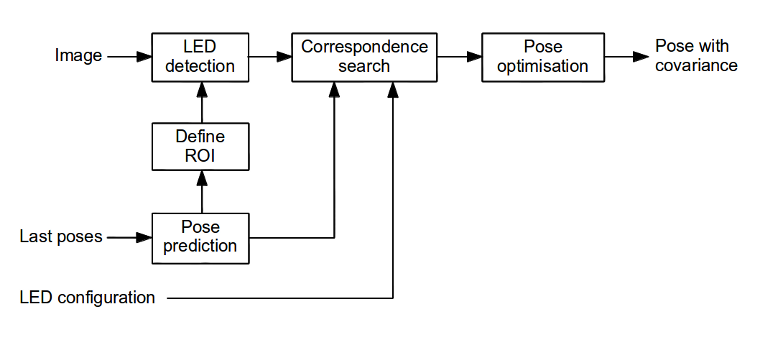 Image
LED
detection
Correspondence
search
Pose
optimisation
Pose with
covariance
Define
ROI
Last poses
Pose
prediction
LED configuration